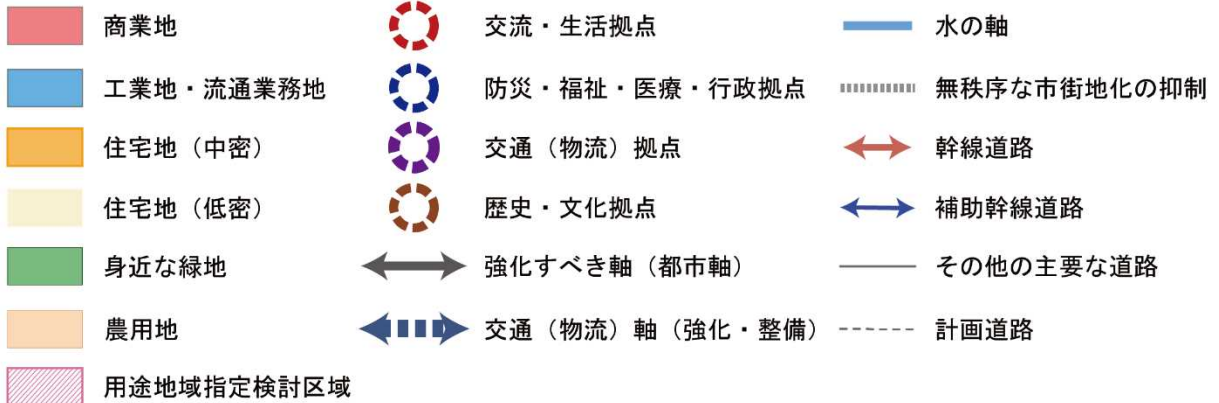 商業地
工業地・流通業務地
住宅地（中密）
住宅地（低密）
身近な緑地
農用地
用途地域指定検討区域
交流・生活拠点
防災・福祉・医療・行政拠点
交通（物流）拠点
歴史・文化拠点
強化すべき軸（都市軸）
交通（物流）軸（強化・整備）
水の軸
無秩序な市街地化の抑制
幹線道路
補助幹線道路
その他の主要な道路
計画道路